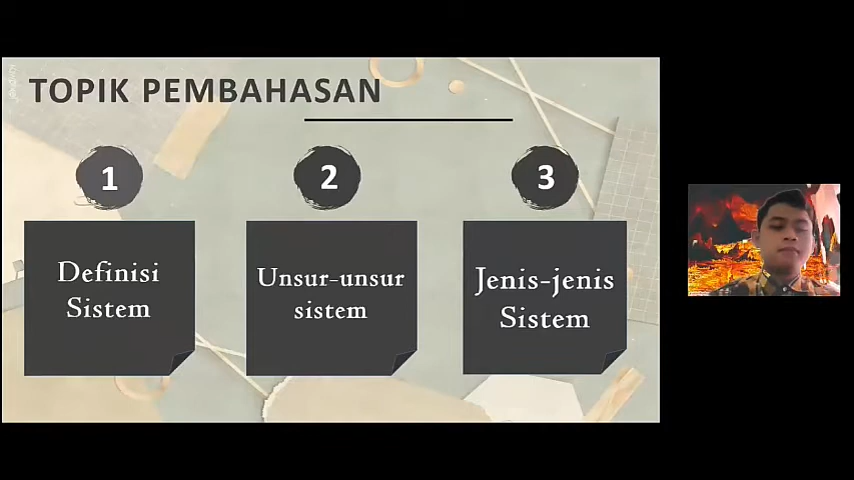 TOPIK PEMBAHASAN
1
2
3
Definisi
Sistem
Unsur-unsur
sistem
Jenis-jenis
Sistem